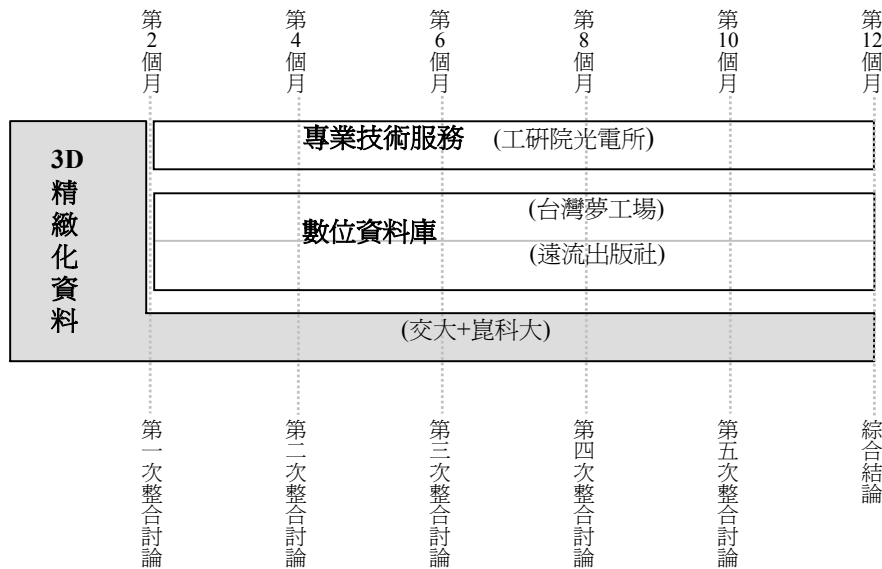 第2個月
第4個月
第6個月
第8個月
第10個月
第12個月
3D精緻化資料
專業技術服務 (工研院光電所)
數位資料庫
(台灣夢工場)
(遠流出版社)
(交大+崑科大)
第一次整合討論
第二次整合討論
第三次整合討論
第四次整合討論
第五次整合討論
綜合結論